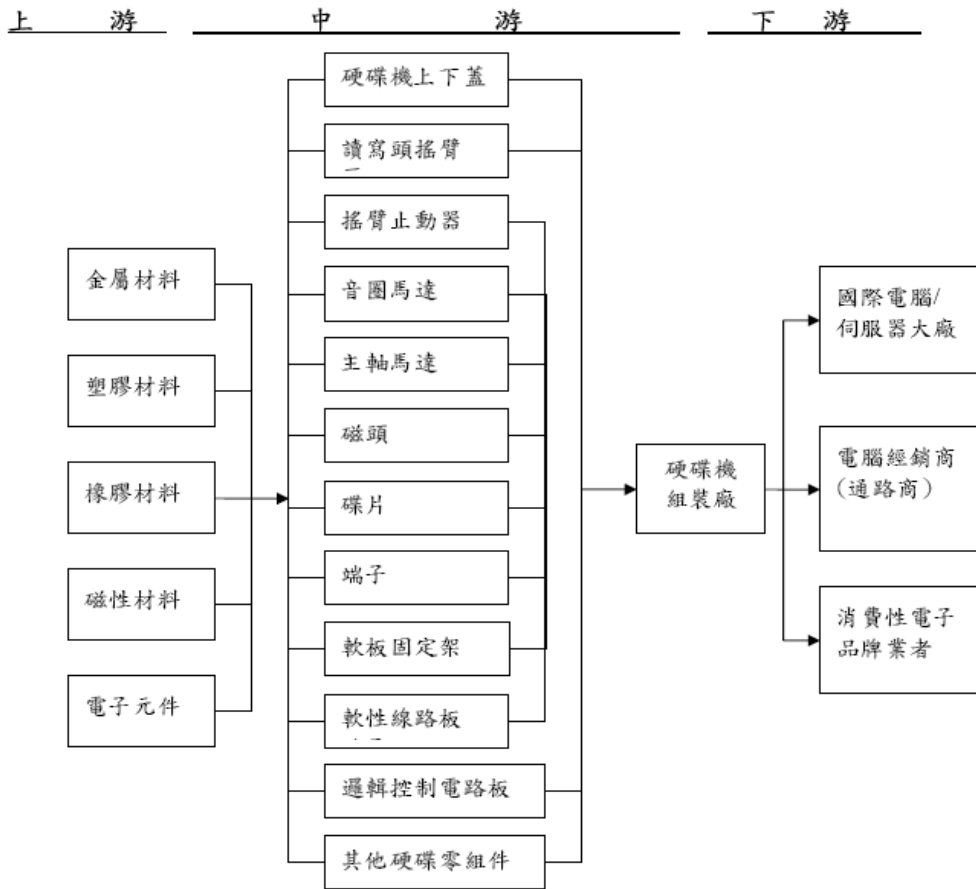 上 游
中 游
下 游
硬碟機上下蓋
讀寫頭搖臂
搖臂止動器
音圈馬達
主軸馬達
磁頭
碟片
端子
軟板固定架
軟性線路板
邏輯控制電路板
其他硬碟零組件
金屬材料
塑膠材料
橡膠材料
磁性材料
電子元件
硬碟機
組裝廠
國際電腦/
伺服器大廠
電腦經銷商
(通路商)
消費性電子
品牌業者